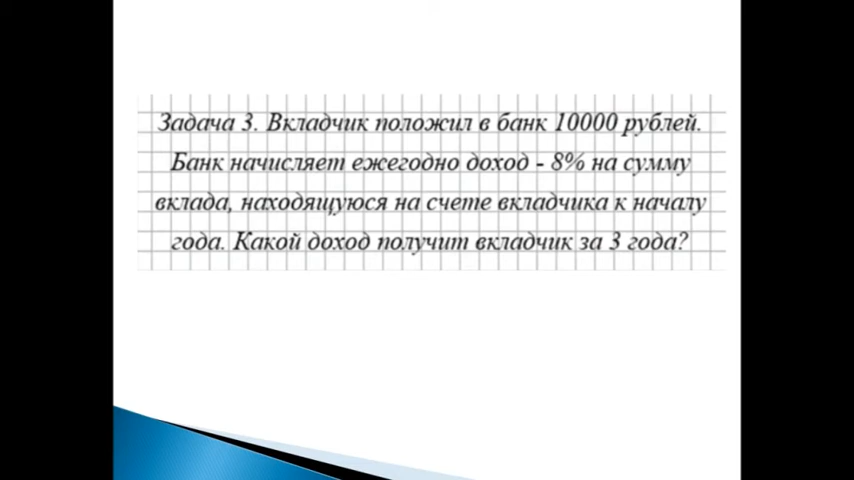 Задача 3. Вкладчик положил в банк 10000 рублей.
Банк начисляет ежегодно доход - 8% на сумму
вклада, находящуюся на счете вкладчика к началу
года. Какой доход получит вкладчик за 3 года?